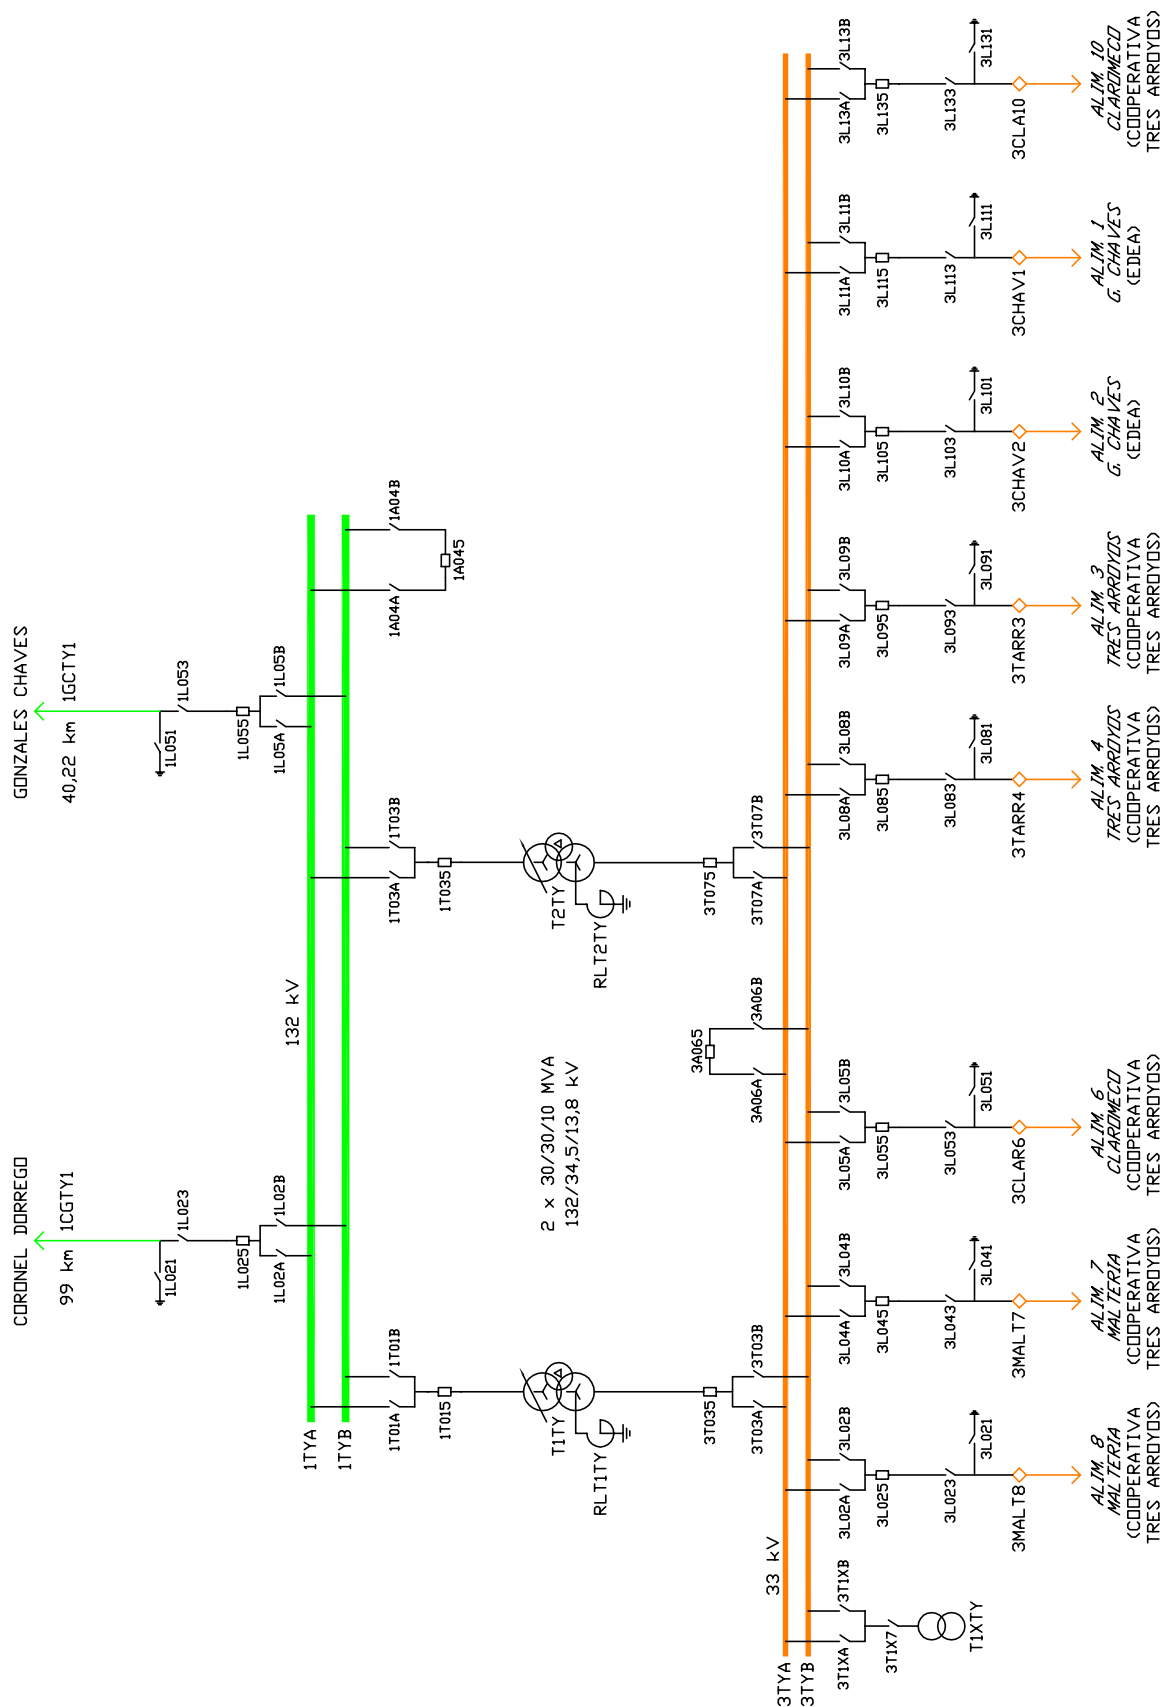 CORONEL DORREGO
99 km 1CGTY1
GONZALES CHAVES
40,22 km 1GCTY1
1L021
1L023
1L025
1L02A
1L02B
1L051
1L053
1L055
1L05A
1L05B
132 kV
1TYA
1TYB
1T01A
1T01B
1T015
1T03A
1T03B
1T035
1A04A
1A04B
1A045
T1TY
RLT1TY
2 x 30/30/10 MVA
132/34,5/13,8 kV
T2TY
RLT2TY
3T035
3T03A
3T03B
3A065
3A06A
3A06B
3T075
3T07A
3T07B
33 kV
3TYA
3TYB
3T1XA
3T1XB
3T1X7
T1XTY
3L02A
3L02B
3L025
3L023
3L021
3MALT8
ALIM. 8
MALTERIA
(COOPERATIVA
TRES ARROYOS)
3L04A
3L04B
3L045
3L043
3L041
3MALT7
ALIM. 7
MALTERIA
(COOPERATIVA
TRES ARROYOS)
3L05A
3L05B
3L055
3L053
3L051
3CLAR6
ALIM. 6
CLAROMECO
(COOPERATIVA
TRES ARROYOS)
3L08A
3L08B
3L085
3L083
3L081
3TARR4
ALIM. 4
TRES ARROYOS
(COOPERATIVA
TRES ARROYOS)
3L09A
3L09B
3L095
3L093
3L091
3TARR3
ALIM. 3
TRES ARROYOS
(COOPERATIVA
TRES ARROYOS)
3L10A
3L10B
3L105
3L103
3L101
3CHAV2
ALIM. 2
G. CHAVES
(EDEA)
3L11A
3L11B
3L115
3L113
3L111
3CHAV1
ALIM. 1
G. CHAVES
(EDEA)
3L13A
3L13B
3L135
3L133
3L131
3CLA10
ALIM. 10
CLAROMECO
(COOPERATIVA
TRES ARROYOS)